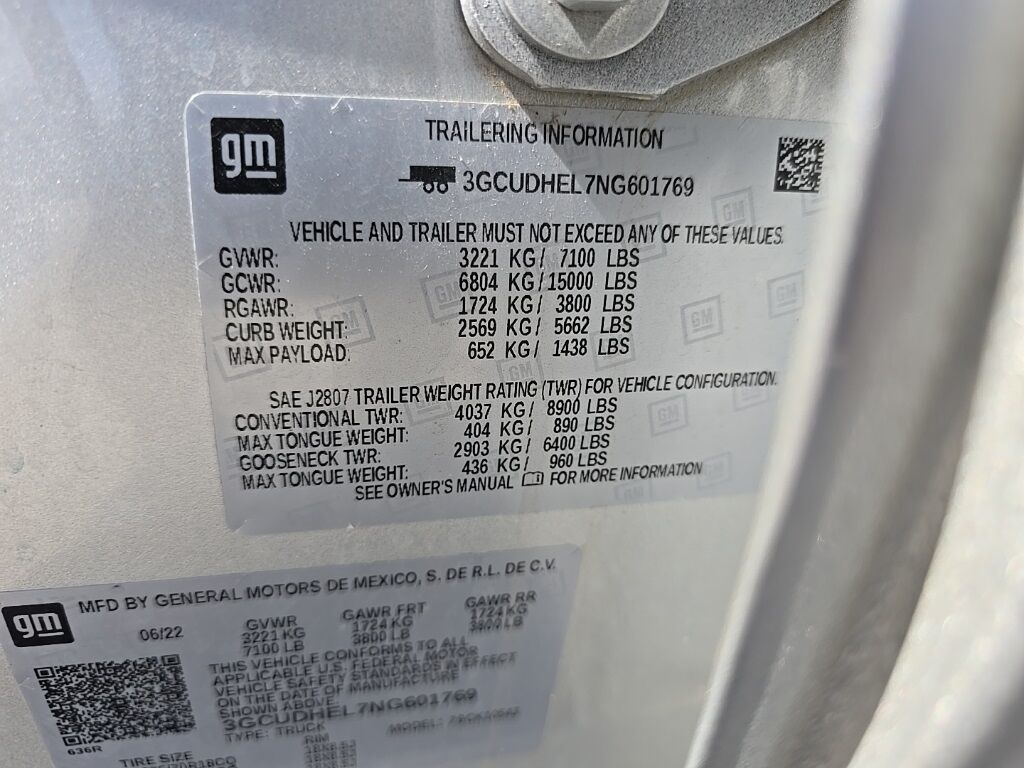 gm
TRAILERING INFORMATION
3GCUDHEL7NG601769
VEHICLE AND TRAILER MUST NOT EXCEED ANY OF THESE VALUES.
GVWR: 3221 KG/ 7100 LBS
GCWR: 6804 KG/15000 LBS
RGAWR: 1724 KG/ 3800 LBS
CURB WEIGHT: 2569 KG/ 5662 LBS
MAX PAYLOAD: 652 KG/ 1438 LBS
SAE J2807 TRAILER WEIGHT RATING (TWR) FOR VEHICLE CONFIGURATION.
CONVENTIONAL TWR: 4037 KG/ 8900 LBS
MAX TONGUE WEIGHT: 404 KG/ 890 LBS
GOOSENECK TWR: 2903 KG/ 6400 LBS
MAX TONGUE WEIGHT: 436 KG/ 960 LBS
SEE OWNER'S MANUAL FOR MORE INFORMATION
gm
MFD BY GENERAL MOTORS DE MEXICO, S. DE R.L. DE C.V.
06/22 GVWR GAWR FRT GAWR RR
3221 KG 1724 KG 1724 KG
7100 LB 3800 LB 3800 LB
THIS VEHICLE CONFORMS TO ALL
APPLICABLE U.S. FEDERAL MOTOR
VEHICLE SAFETY STANDARDS IN EFFECT
ON THE DATE OF MANUFACTURE
SHOWN ABOVE.
3GCUDHEL7NG601769
TYPE: TRUCK MODEL:
636R
TIRE SIZE RIM